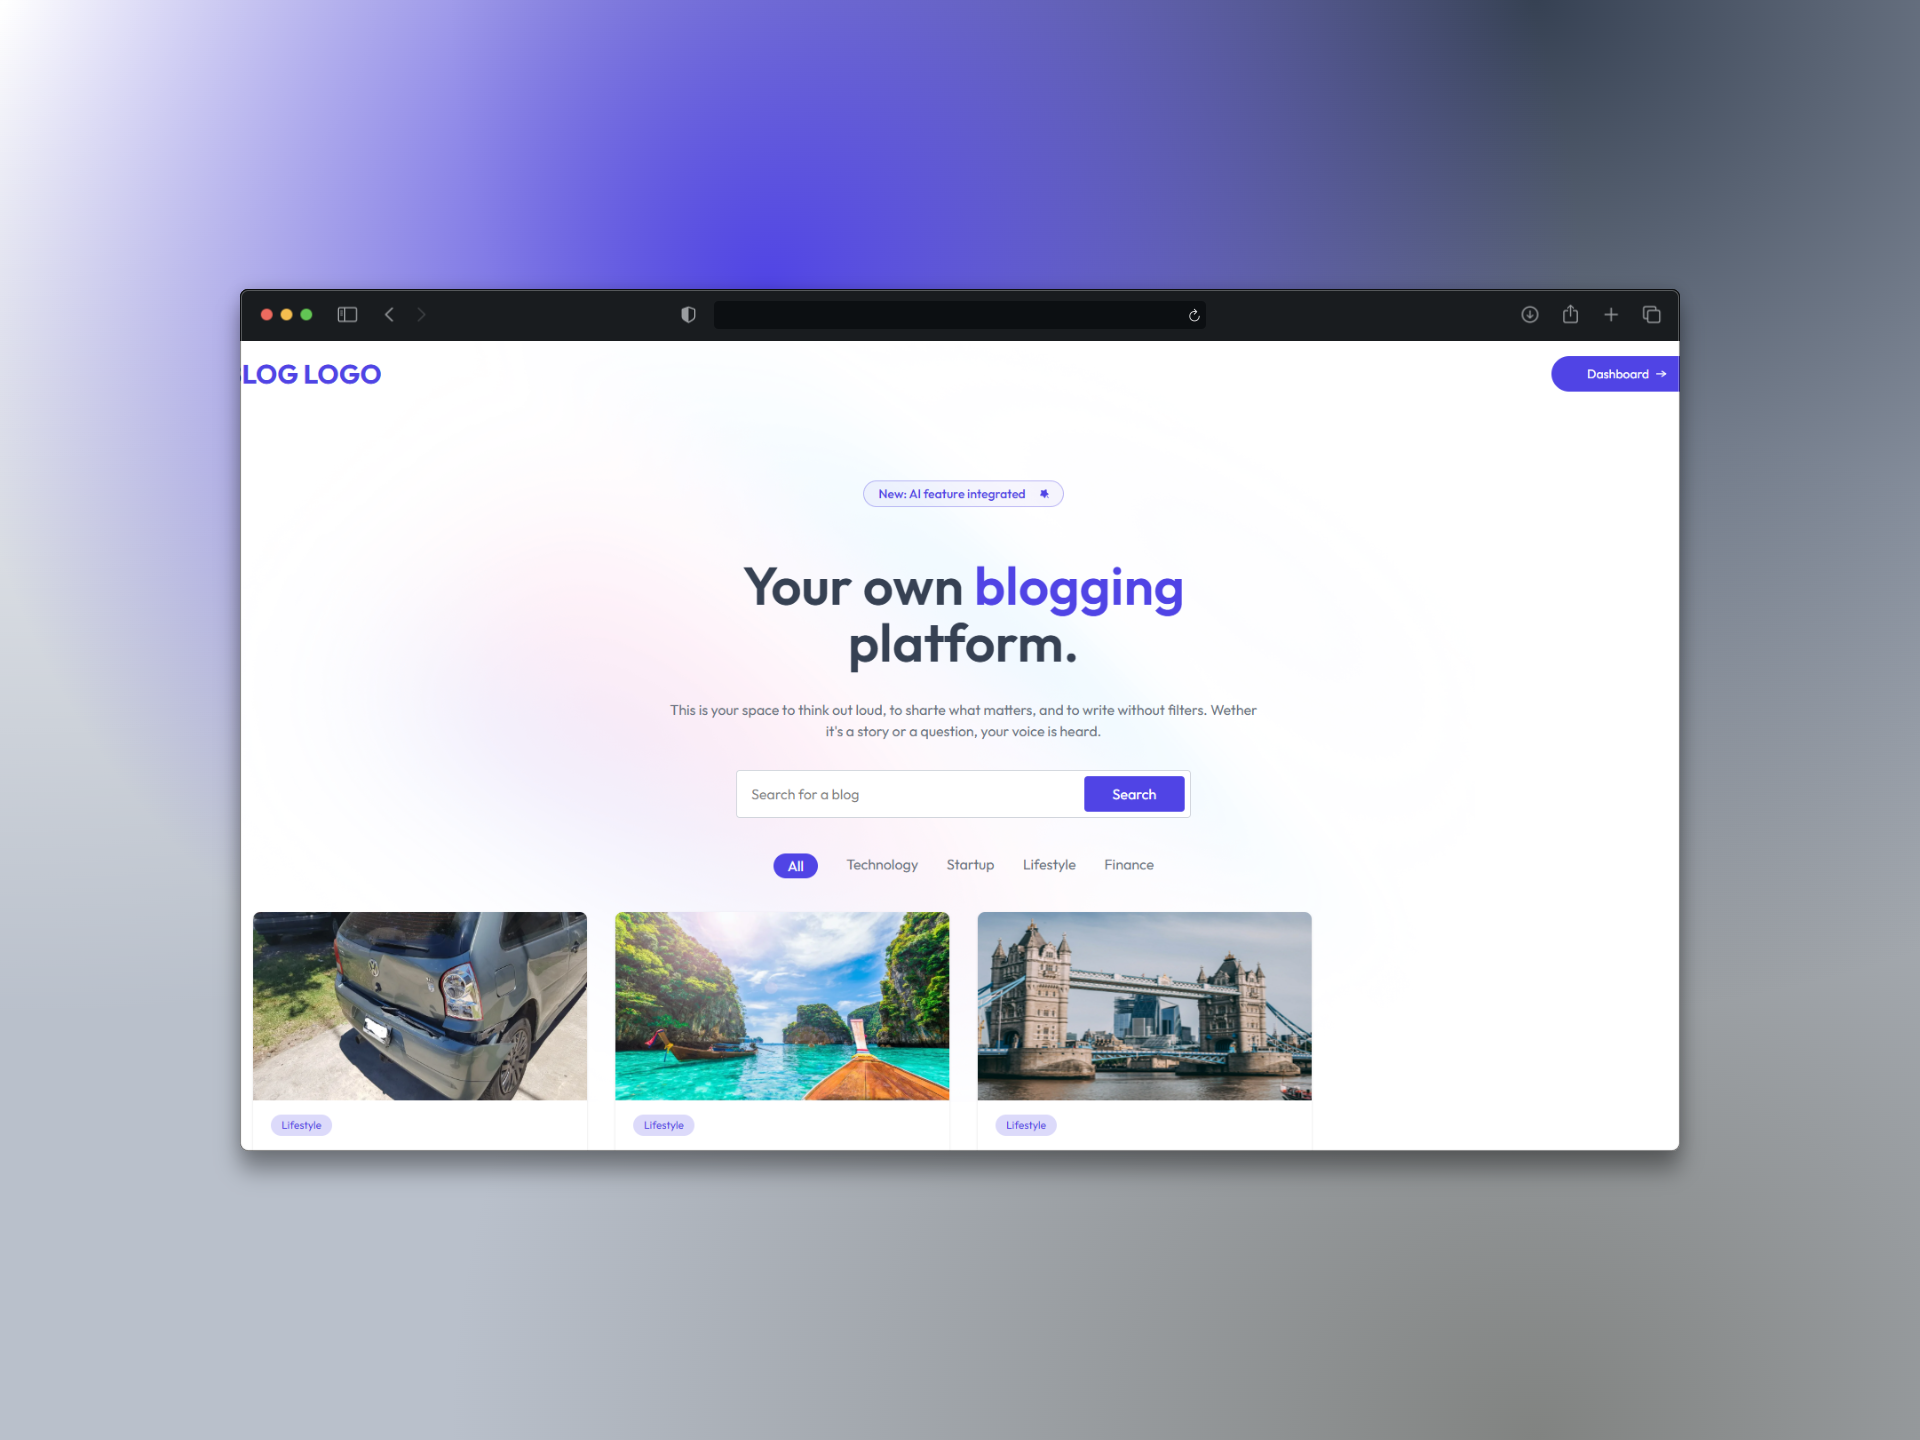 LOG LOGO
Dashboard →
New: AI feature integrated
Your own blogging
platform.
This is your space to think out loud, to sharte what matters, and to write without filters. Wether
it's a story or a question, your voice is heard.
Search for a blog
Search
All
Technology
Startup
Lifestyle
Finance
Lifestyle
Lifestyle
Lifestyle